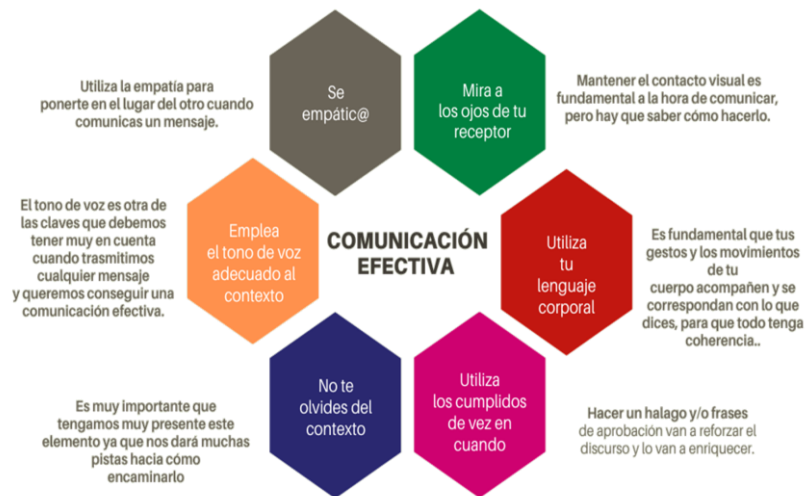 Utiliza la empatía para
ponerte en el lugar del otro cuando
comunicas un mensaje.
Se
empátic@
Mira a
los ojos de tu
receptor
Mantener el contacto visual es
fundamental a la hora de comunicar,
pero hay que saber cómo hacerlo.
El tono de voz es otra de
las claves que debemos
tener muy en cuenta
cuando trasmitimos
cualquier mensaje
y queremos conseguir una
comunicación efectiva.
Emplea
el tono de voz
adecuado al
contexto
COMUNICACIÓN
EFECTIVA
Utiliza
tu
lenguaje
corporal
Es fundamental que tus
gestos y los movimientos
de tu
cuerpo acompañen y se
correspondan con lo que
dices, para que todo tenga
coherencia..
Es muy importante que
tengamos muy presente este
elemento ya que nos dará muchas
pistas hacia cómo
encaminarlo
No te
olvides del
contexto
Utiliza
los cumplidos
de vez en
cuando
Hacer un halago y/o frases
de aprobación van a reforzar el
discurso y lo van a enriquecer.